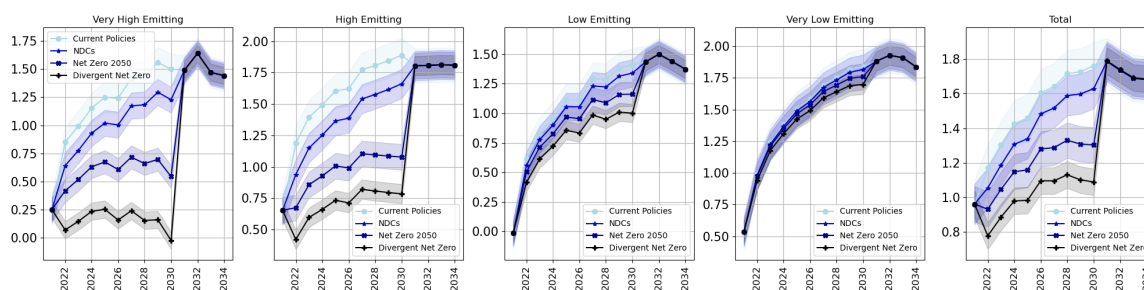 Very High Emitting
1.75
1.50
1.25
1.00
0.75
0.50
0.25
0.00
Current Policies
NDCs
Net Zero 2050
Divergent Net Zero
2022
2024
2026
2028
2030
2032
2034
High Emitting
2.00
1.75
1.50
1.25
1.00
0.75
0.50
Current Policies
NDCs
Net Zero 2050
Divergent Net Zero
2022
2024
2026
2028
2030
2032
2034
Low Emitting
1.50
1.25
1.00
0.75
0.50
0.25
0.00
Current Policies
NDCs
Net Zero 2050
Divergent Net Zero
2022
2024
2026
2028
2030
2032
2034
Very Low Emitting
2.00
1.75
1.50
1.25
1.00
0.75
0.50
Current Policies
NDCs
Net Zero 2050
Divergent Net Zero
2022
2024
2026
2028
2030
2032
2034
Total
1.8
1.6
1.4
1.2
1.0
0.8
Current Policies
NDCs
Net Zero 2050
Divergent Net Zero
2022
2024
2026
2028
2030
2032
2034